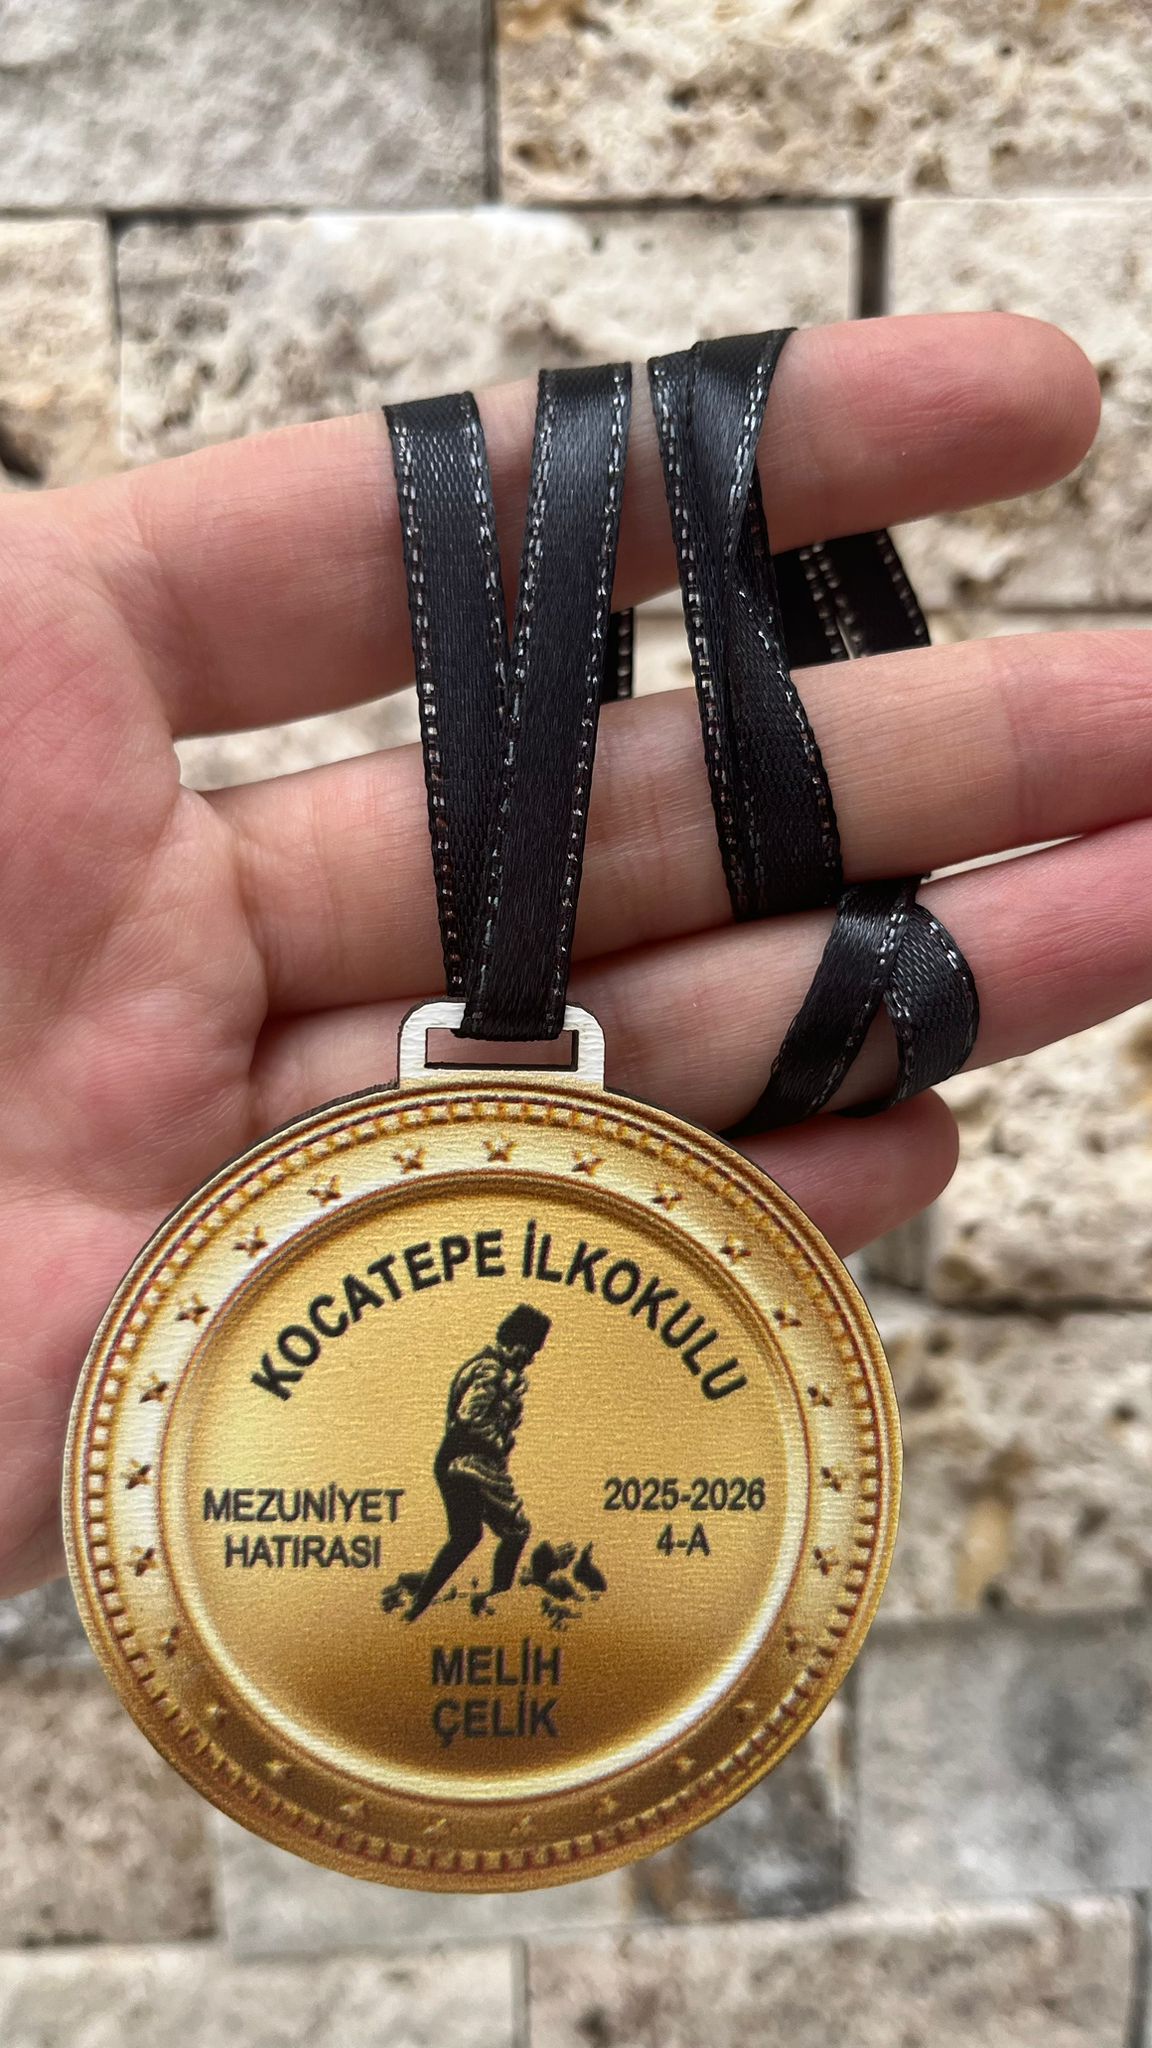 KOCATEPE İLKOKULU
MEZUNİYET
HATIRASI
2025-2026
4-A
MELİH
ÇELİK